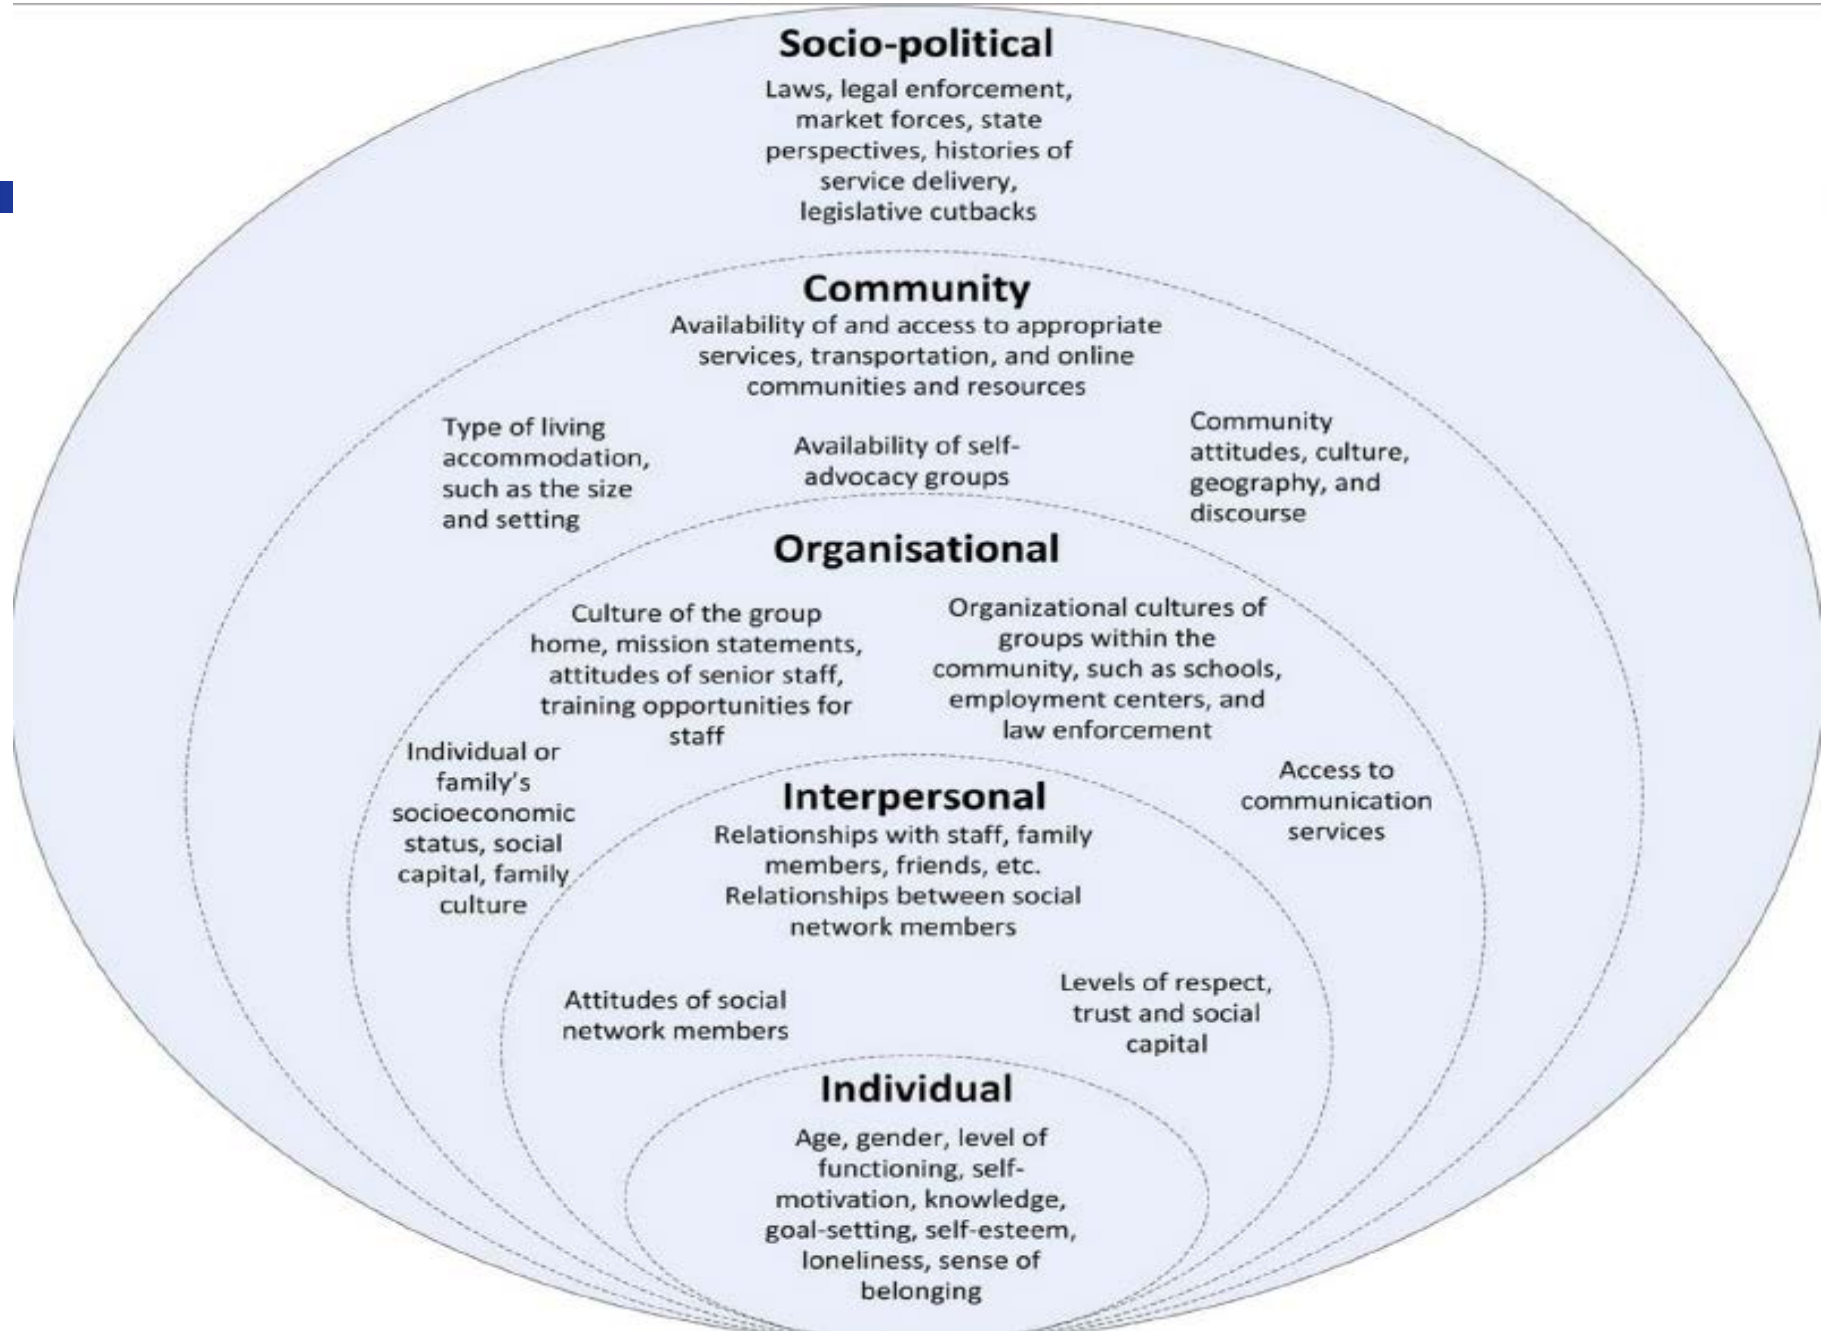 Socio-political
Laws, legal enforcement,
market forces, state
perspectives, histories of
service delivery,
legislative cutbacks
Community
Availability of and access to appropriate
services, transportation, and online
communities and resources
Type of living
accommodation,
such as the size
and setting
Availability of self-
advocacy groups
Community
attitudes, culture,
geography, and
discourse
Organisational
Culture of the group
home, mission statements,
attitudes of senior staff,
training opportunities for
staff
Organizational cultures of
groups within the
community, such as schools,
employment centers, and
law enforcement
Individual or
family's
socioeconomic
status, social
capital, family
culture
Interpersonal
Relationships with staff, family
members, friends, etc.
Relationships between social
network members
Access to
communication
services
Attitudes of social
network members
Levels of respect,
trust and social
capital
Individual
Age, gender, level of
functioning, self-
motivation, knowledge,
goal-setting, self-esteem,
loneliness, sense of
belonging